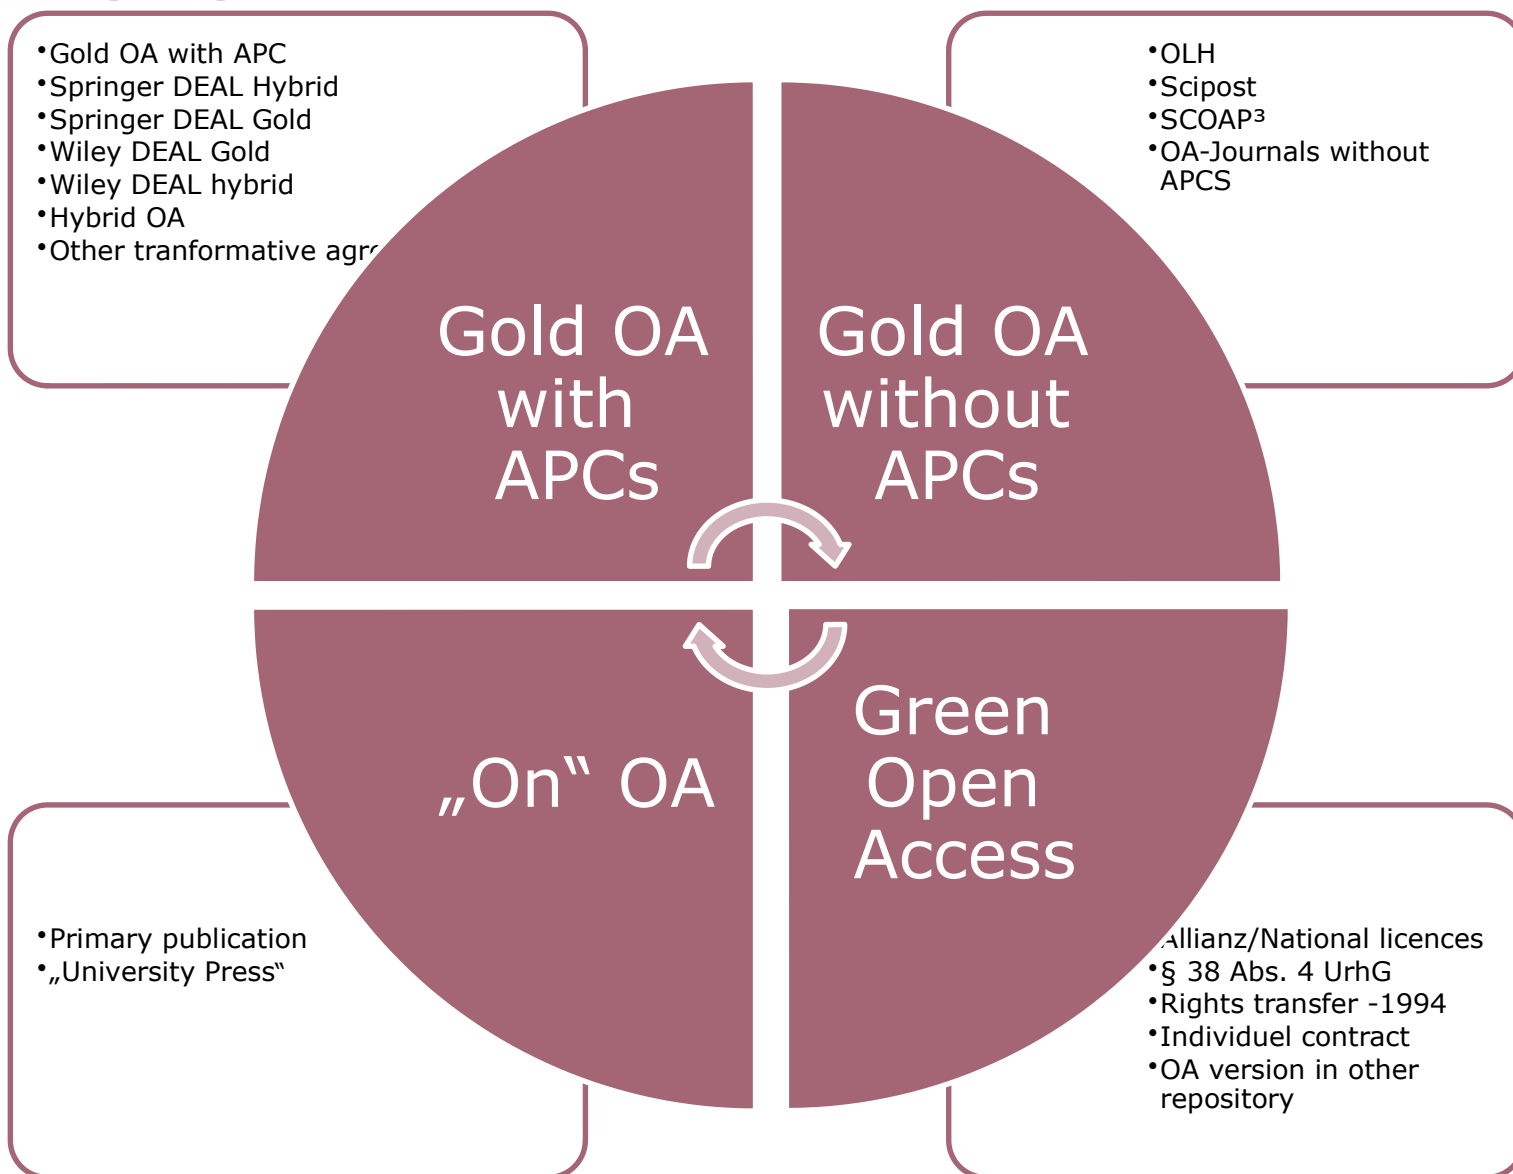 •Gold OA with APC
•Springer DEAL Hybrid
•Springer DEAL Gold
•Wiley DEAL Gold
•Wiley DEAL hybrid
•Hybrid OA
•Other tranformative agr
•OLH
•Scipost
•SCOAP³
•OA-Journals without
APCS
Gold OA
with
APCs
Gold OA
without
APCs
„On“ OA
Green
Open
Access
•Primary publication
•„University Press“
Allianz/National licences
•§ 38 Abs. 4 UrhG
•Rights transfer -1994
•Individuel contract
•OA version in other
repository